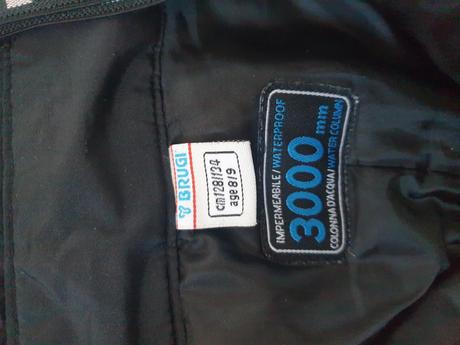 BRUGI
cm 128/134
age 8/9
IMPERMEABILE/WATERPROOF
3000 mm
COLONNA D'ACQUA/WATER COLUMN